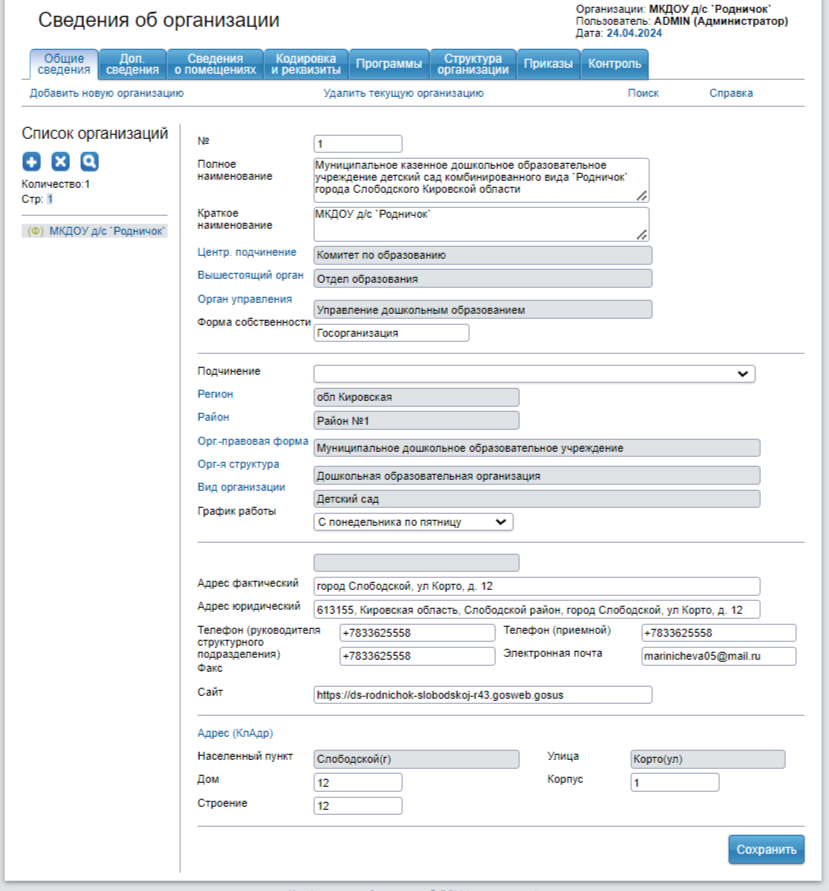 Сведения об организации
Организации: МКДОУ д/с `Родничок`
Пользователь: ADMIN (Администратор)
Дата: 24.04.2024
Общие
сведения
Доп.
сведения
Сведения
о помещениях
Кодировка
и реквизиты
Программы
Структура
организации
Приказы
Контроль
Добавить новую организацию
Удалить текущую организацию
Поиск
Справка
Список организаций
Количество:1
Стр: 1
(Ф) МКДОУ д/с `Родничок`
№
1
Полное
наименование
Муниципальное казенное дошкольное образовательное
учреждение детский сад комбинированного вида `Родничок`
города Слободского Кировской области
Краткое
наименование
МКДОУ д/с `Родничок`
Центр. подчинение
Комитет по образованию
Вышестоящий орган
Отдел образования
Орган управления
Управление дошкольным образованием
Форма собственности
Госорганизация
Подчинение
Регион
обл Кировская
Район
Район №1
Орг.-правовая форма
Муниципальное дошкольное образовательное учреждение
Орг-я структура
Дошкольная образовательная организация
Вид организации
Детский сад
График работы
С понедельника по пятницу
Адрес фактический
город Слободской, ул Корто, д. 12
Адрес юридический
613155, Кировская область, Слободской район, город Слободской, ул Корто, д. 12
Телефон (руководителя
структурного
подразделения)
+7833625558
Телефон (приемной)
+7833625558
Факс
+7833625558
Электронная почта
marinicheva05@mail.ru
Сайт
https://ds-rodnichok-slobodskoj-r43.gosweb.gosus
Адрес (КлАдр)
Населенный пункт
Слободской(г)
Улица
Корто(ул)
Дом
12
Корпус
1
Строение
12
Сохранить